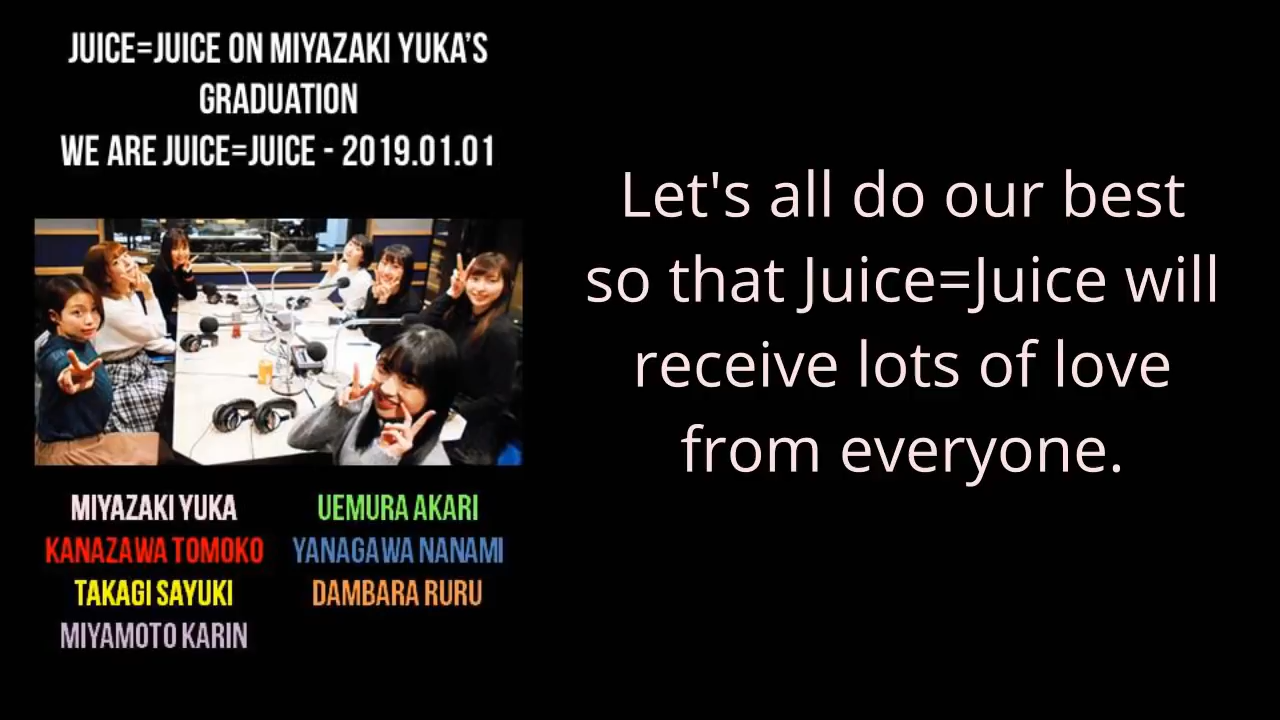 JUICE=JUICE ON MIYAZAKI YUKA'S
GRADUATION
WE ARE JUICE=JUICE - 2019.01.01
Let's all do our best
so that Juice=Juice will
receive lots of love
from everyone.
MIYAZAKI YUKA
KANAZAWA TOMOKO
TAKAGI SAYUKI
MIYAMOTO KARIN
UEMURA AKARI
YANAGAWA NANAMI
DAMBARA RURU